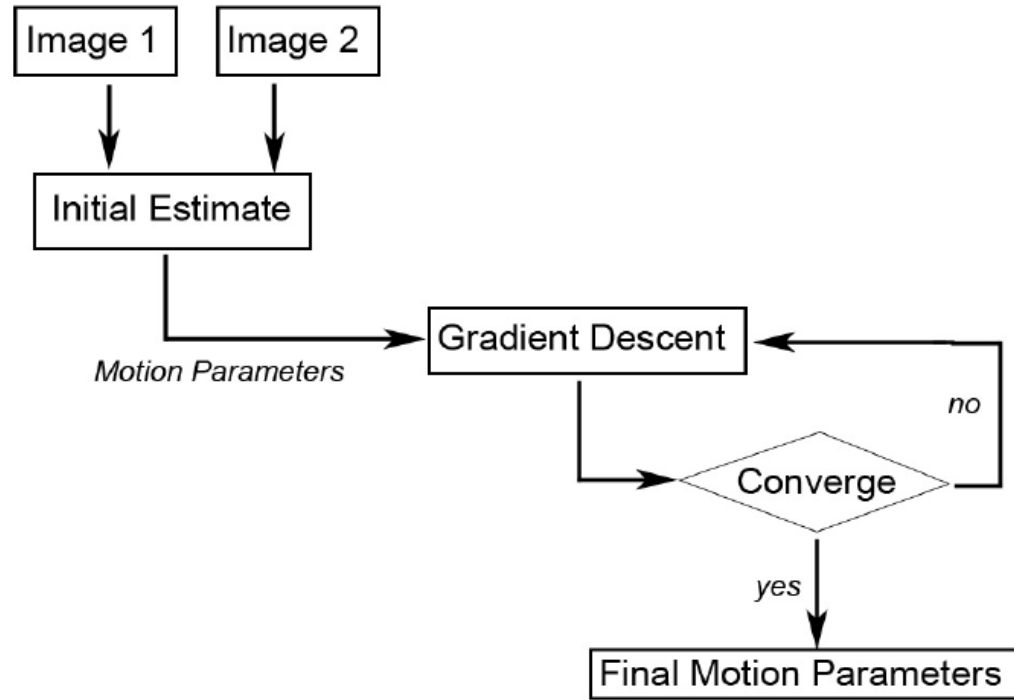 Image 1
Image 2
Initial Estimate
Motion Parameters
Gradient Descent
no
Converge
yes
Final Motion Parameters